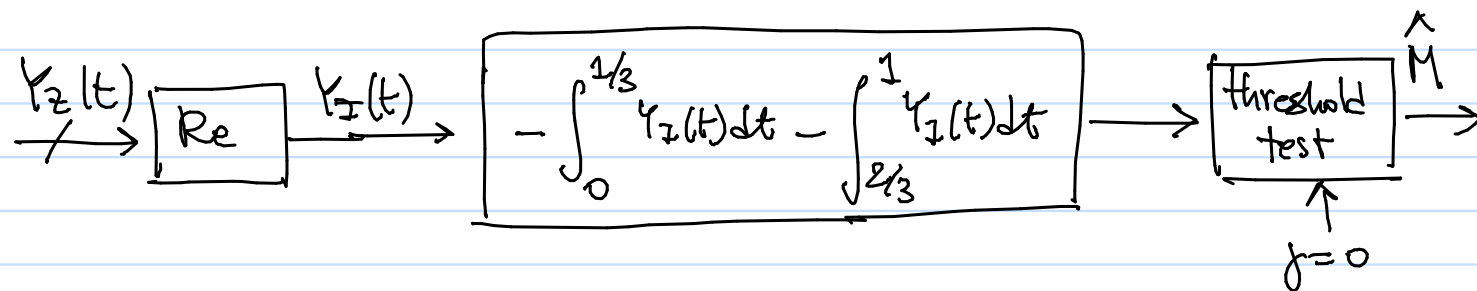 Y_Z(t)
Re
Y_I(t)
- ∫_0^{1/3} Y_I(t)dt - ∫_{2/3}^1 Y_I(t)dt
threshold
test
M̂
γ=0